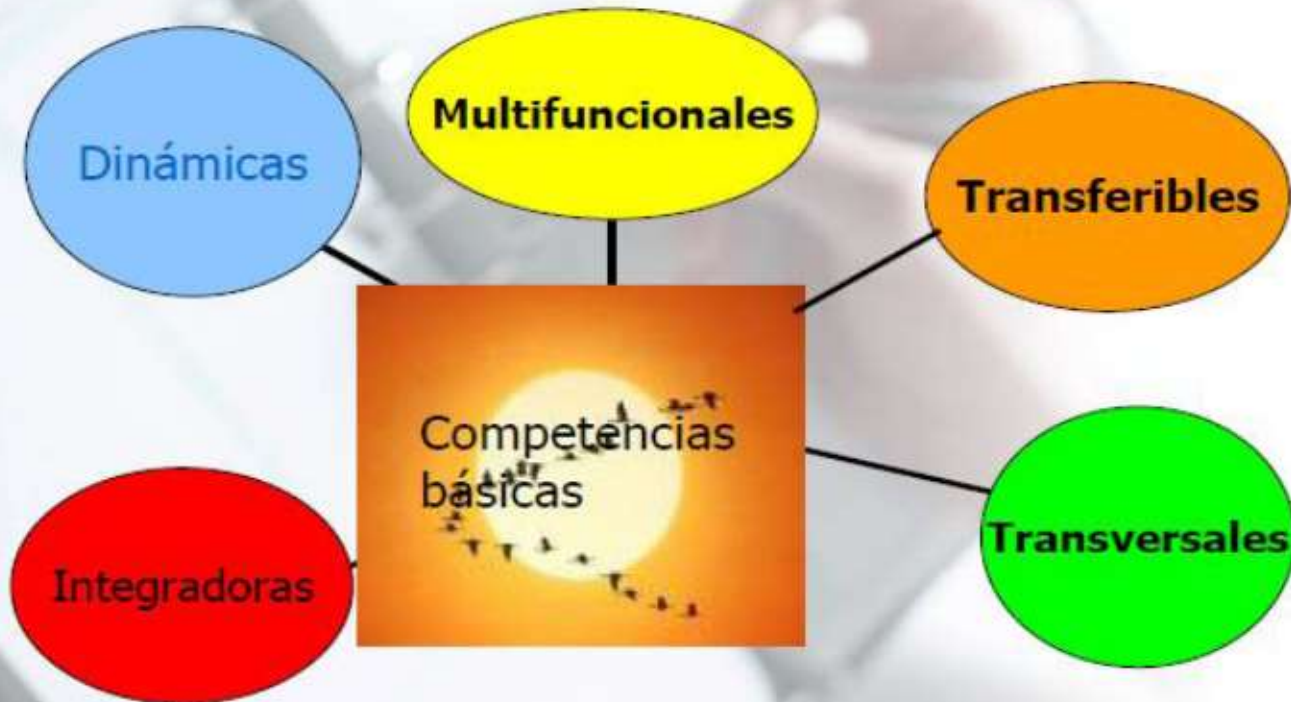 Multifuncionales
Dinámicas
Transferibles
Competencias
básicas
Transversales
Integradoras